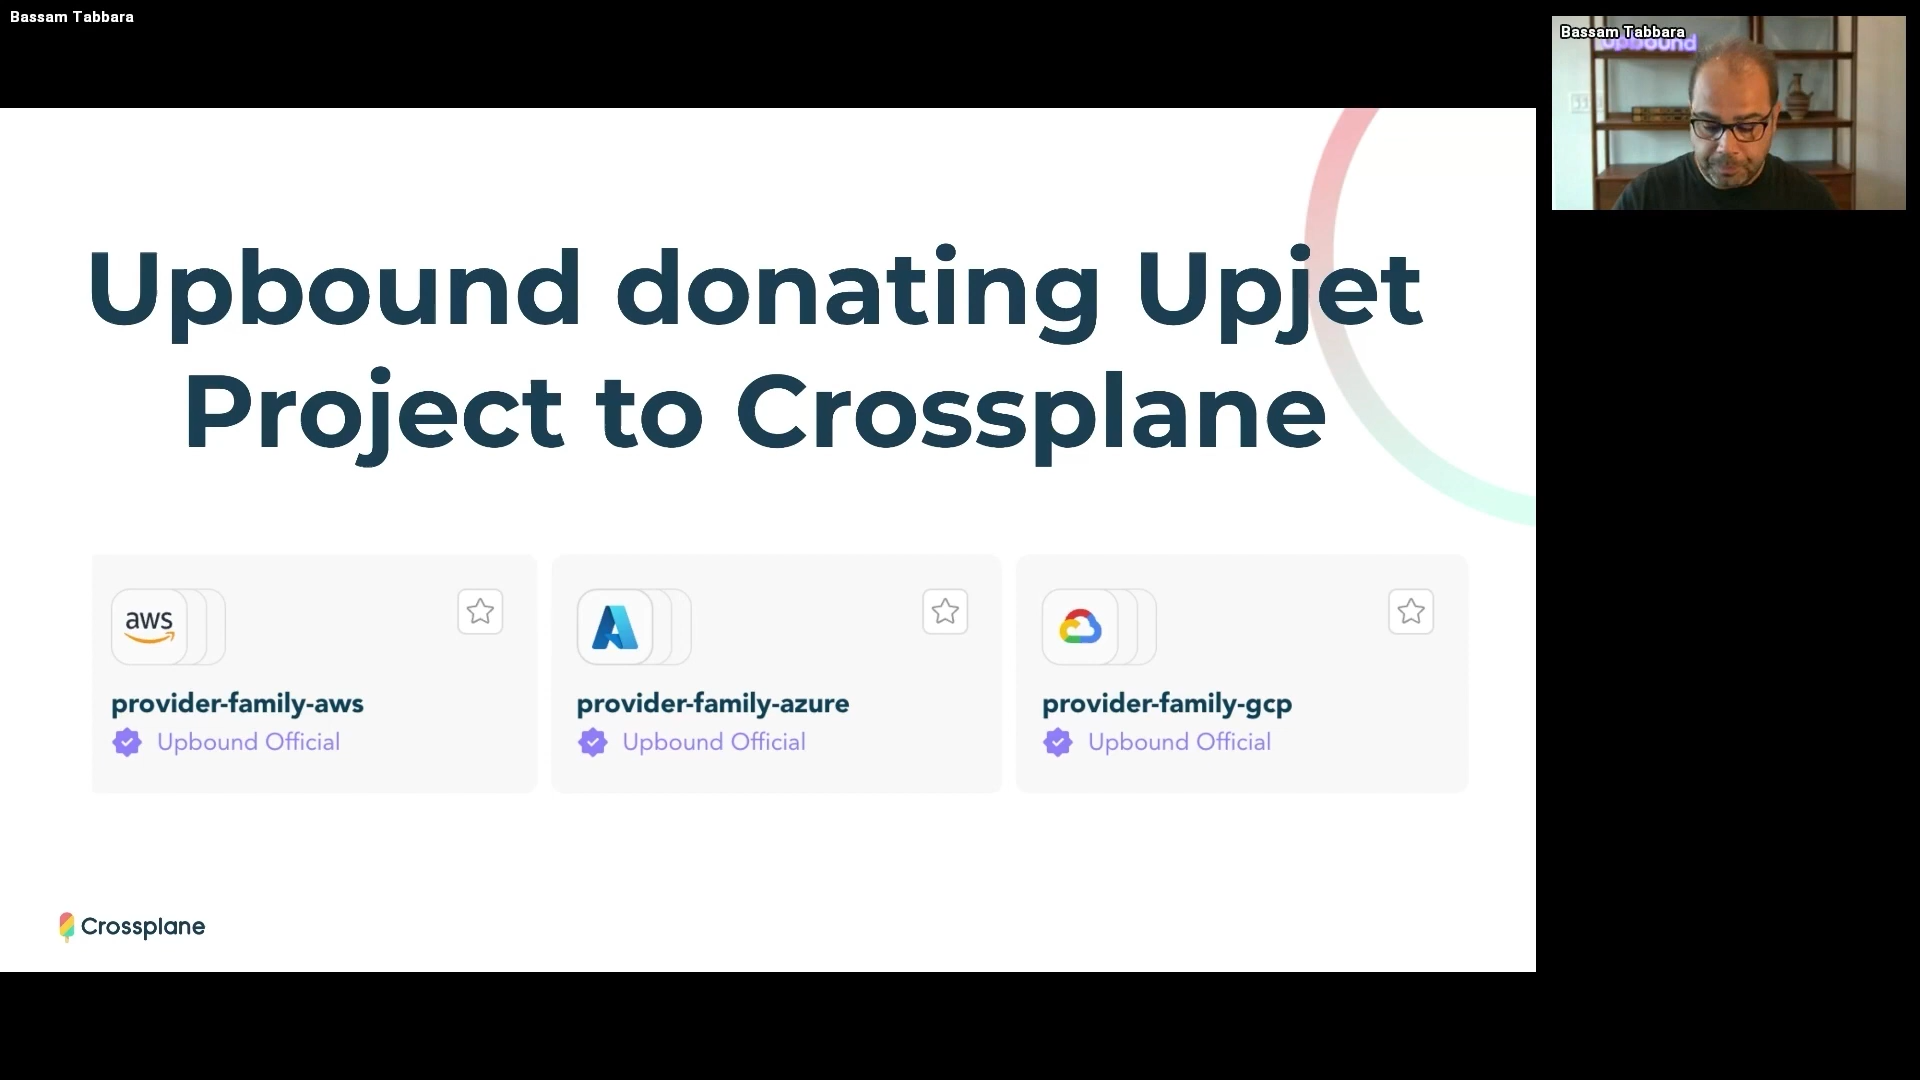 Bassam Tabbara
Bassam Tabbara
upbound
Upbound donating Upjet
Project to Crossplane
aws
provider-family-aws
Upbound Official
provider-family-azure
Upbound Official
provider-family-gcp
Upbound Official
Crossplane